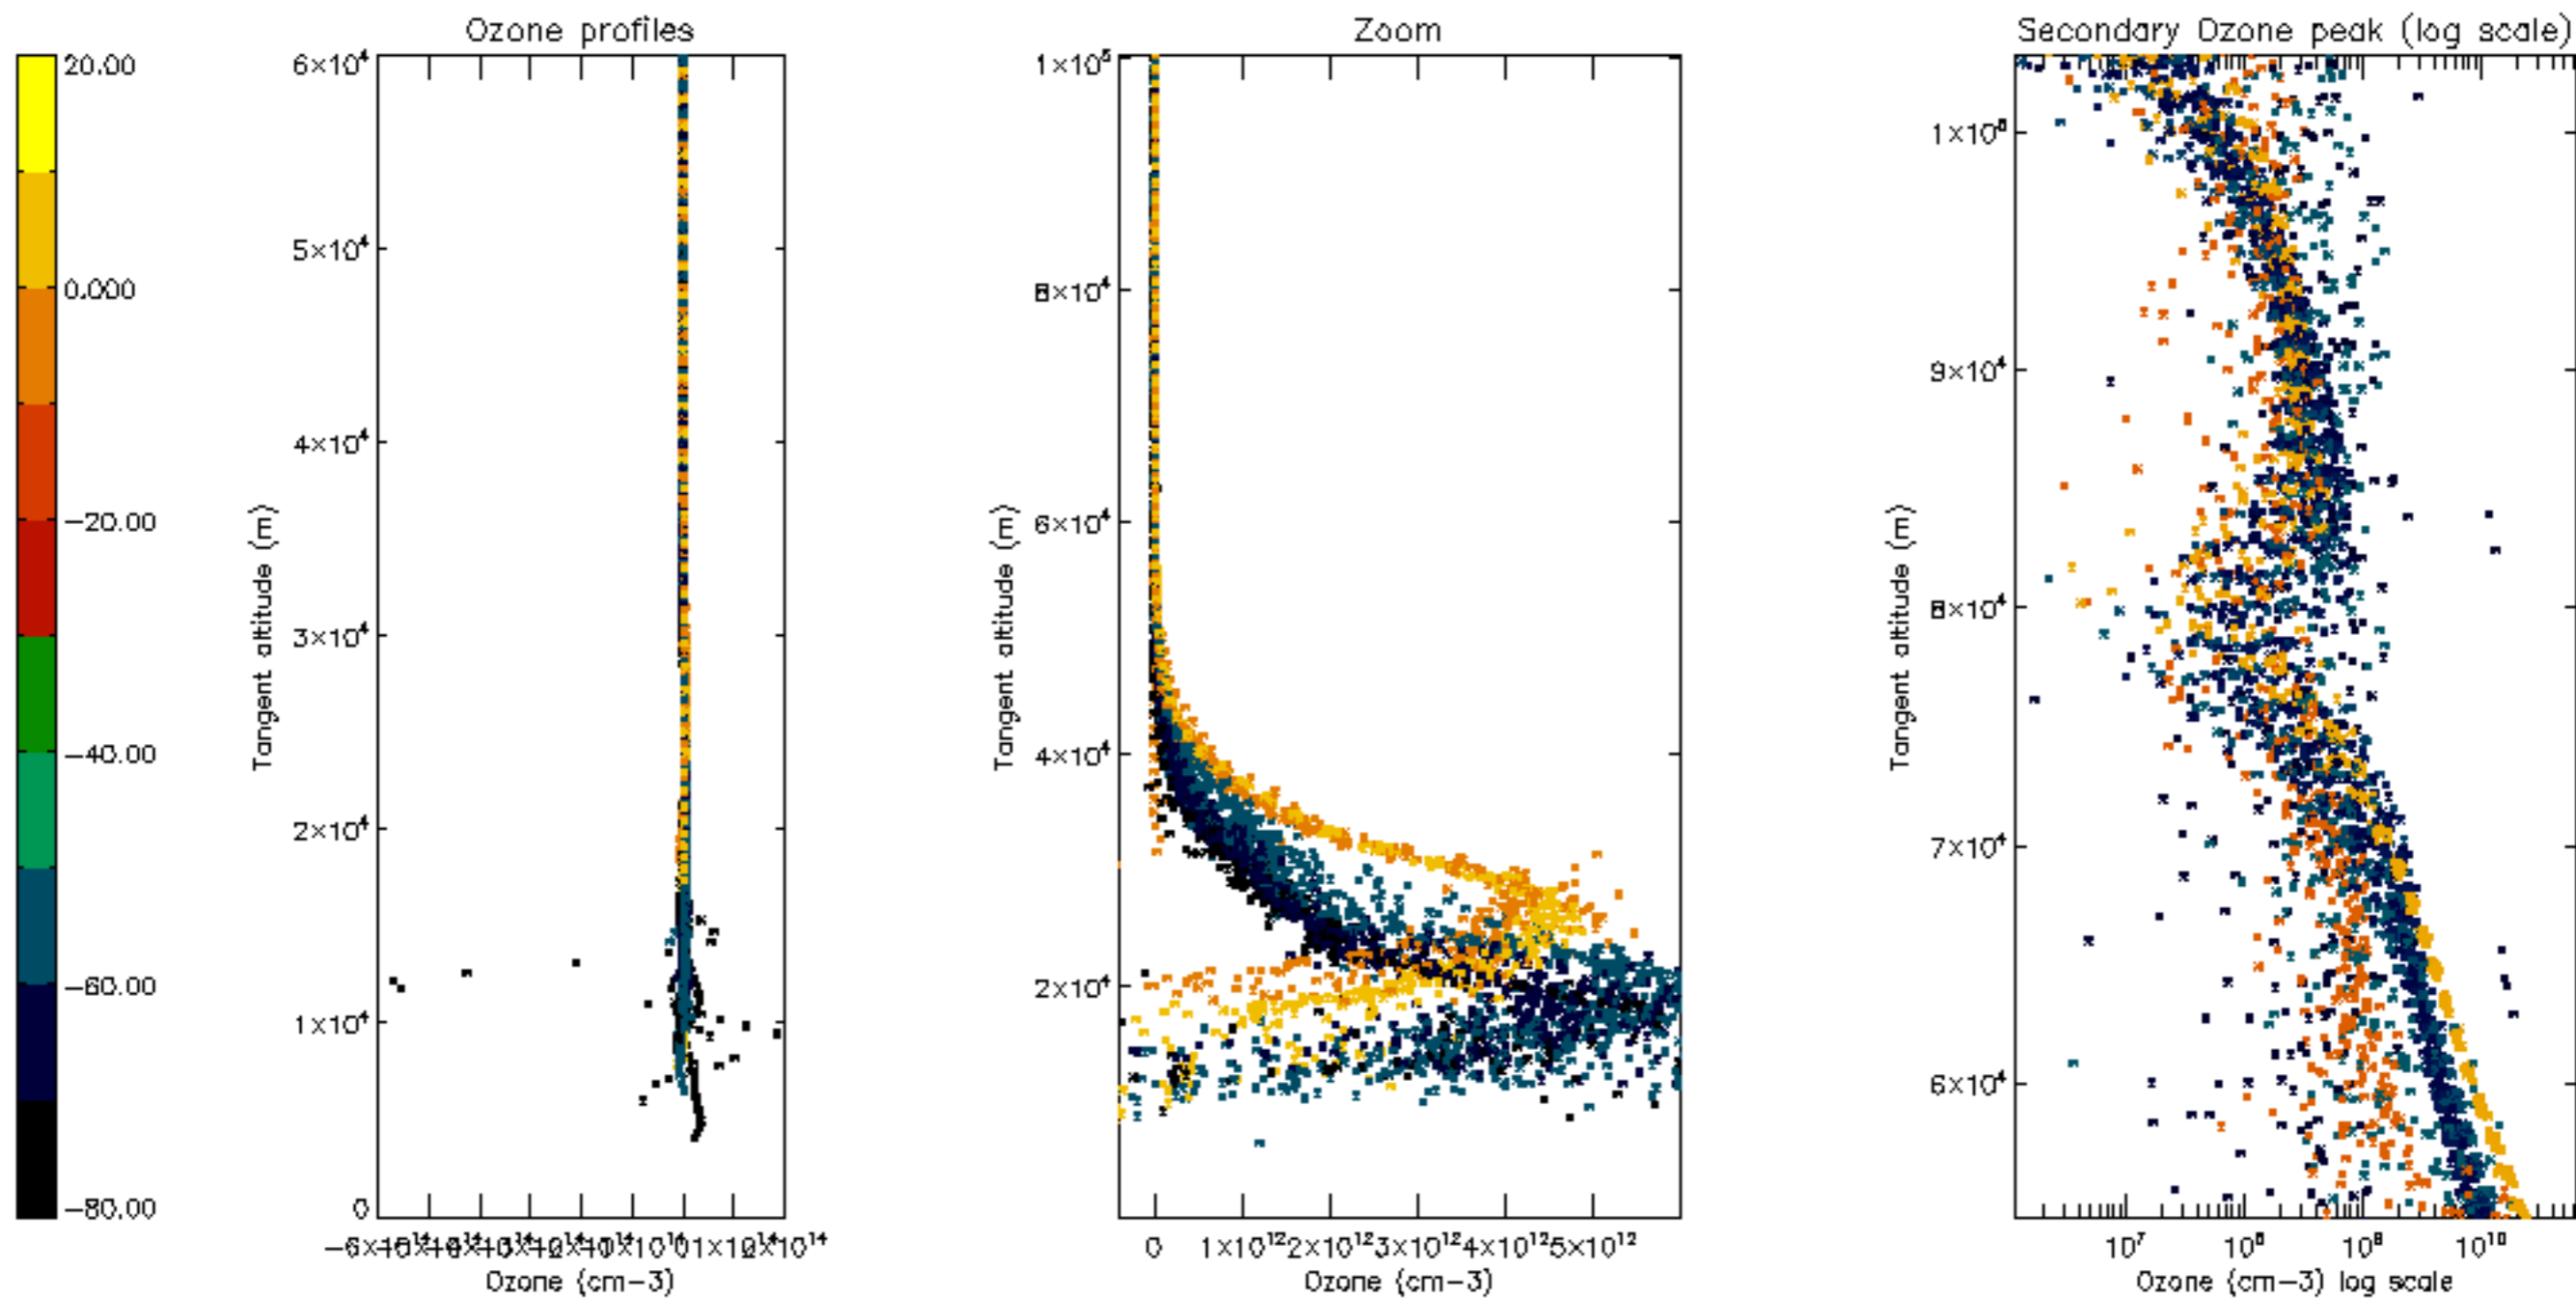 Ozone profiles
Zoom
Secondary Ozone peak (log scale)
20.00
0.000
−20.00
−40.00
−60.00
−80.00
6×10⁴
5×10⁴
4×10⁴
3×10⁴
2×10⁴
1×10⁴
0
Tangent altitude (m)
Ozone (cm−3)
1×10⁵
8×10⁴
6×10⁴
4×10⁴
2×10⁴
Tangent altitude (m)
0 1×10¹² 2×10¹² 3×10¹² 4×10¹² 5×10¹²
Ozone (cm−3)
9×10⁴
8×10⁴
7×10⁴
6×10⁴
Tangent altitude (m)
10⁷ 10⁸ 10⁹ 10¹⁰
Ozone (cm−3) log scale